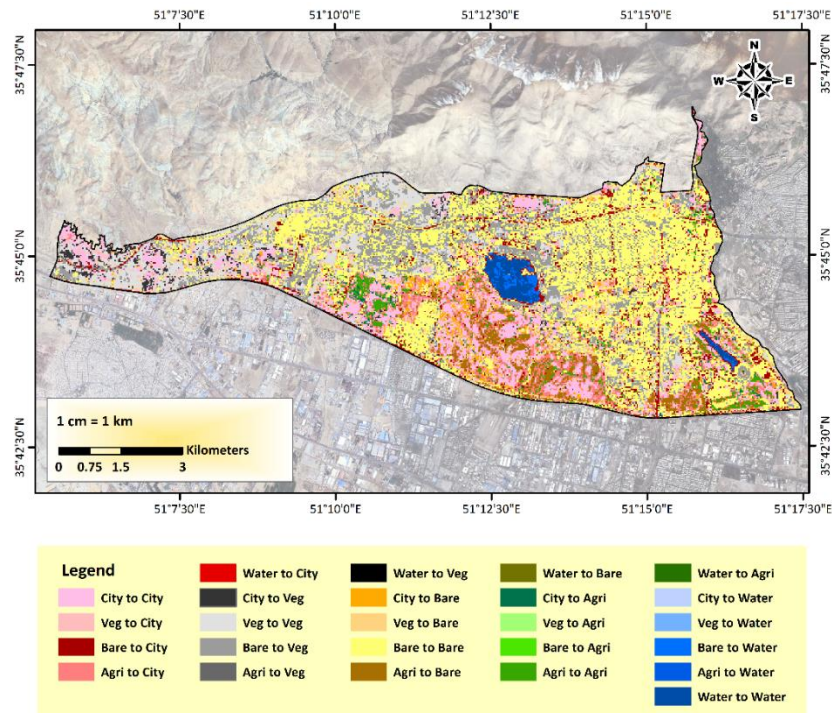 51°7'30"E 51°10'0"E 51°12'30"E 51°15'0"E 51°17'30"E
N
35°47'30"N 35°47'30"N
W E
S
35°45'0"N 35°45'0"N
1 cm = 1 km
Kilometers
0 0.75 1.5 3
35°42'30"N 35°42'30"N
51°7'30"E 51°10'0"E 51°12'30"E 51°15'0"E 51°17'30"E
Legend
Water to City Water to Veg Water to Bare Water to Agri
City to City City to Veg City to Bare City to Agri City to Water
Veg to City Veg to Veg Veg to Bare Veg to Agri Veg to Water
Bare to City Bare to Veg Bare to Bare Bare to Agri Bare to Water
Agri to City Agri to Veg Agri to Bare Agri to Agri Agri to Water
Water to Water